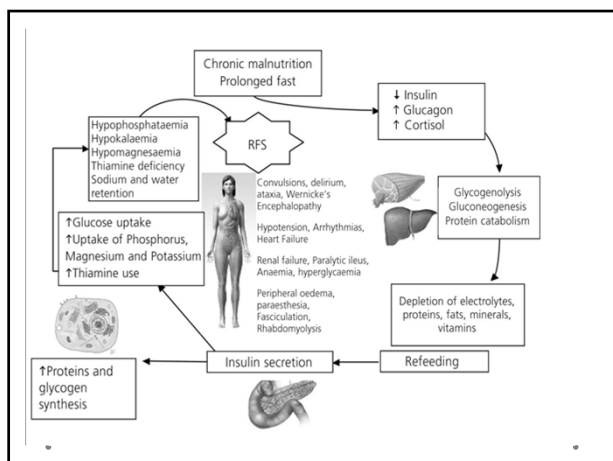 Chronic malnutrition
Prolonged fast
↓ Insulin
↑ Glucagon
↑ Cortisol
Hypophosphataemia
Hypokalaemia
Hypomagnesaemia
Thiamine deficiency
Sodium and water
retention
RFS
Convulsions, delirium,
ataxia, Wernicke's
Encephalopathy
Hypotension, Arrhythmias,
Heart Failure
Renal failure, Paralytic ileus,
Anaemia, hyperglycaemia
Peripheral oedema,
paraesthesia,
Fasciculation,
Rhabdomyolysis
Glycogenolysis
Gluconeogenesis
Protein catabolism
↑Glucose uptake
↑Uptake of Phosphorus,
Magnesium and Potassium
↑Thiamine use
Depletion of electrolytes,
proteins, fats, minerals,
vitamins
Insulin secretion
Refeeding
↑Proteins and
glycogen
synthesis